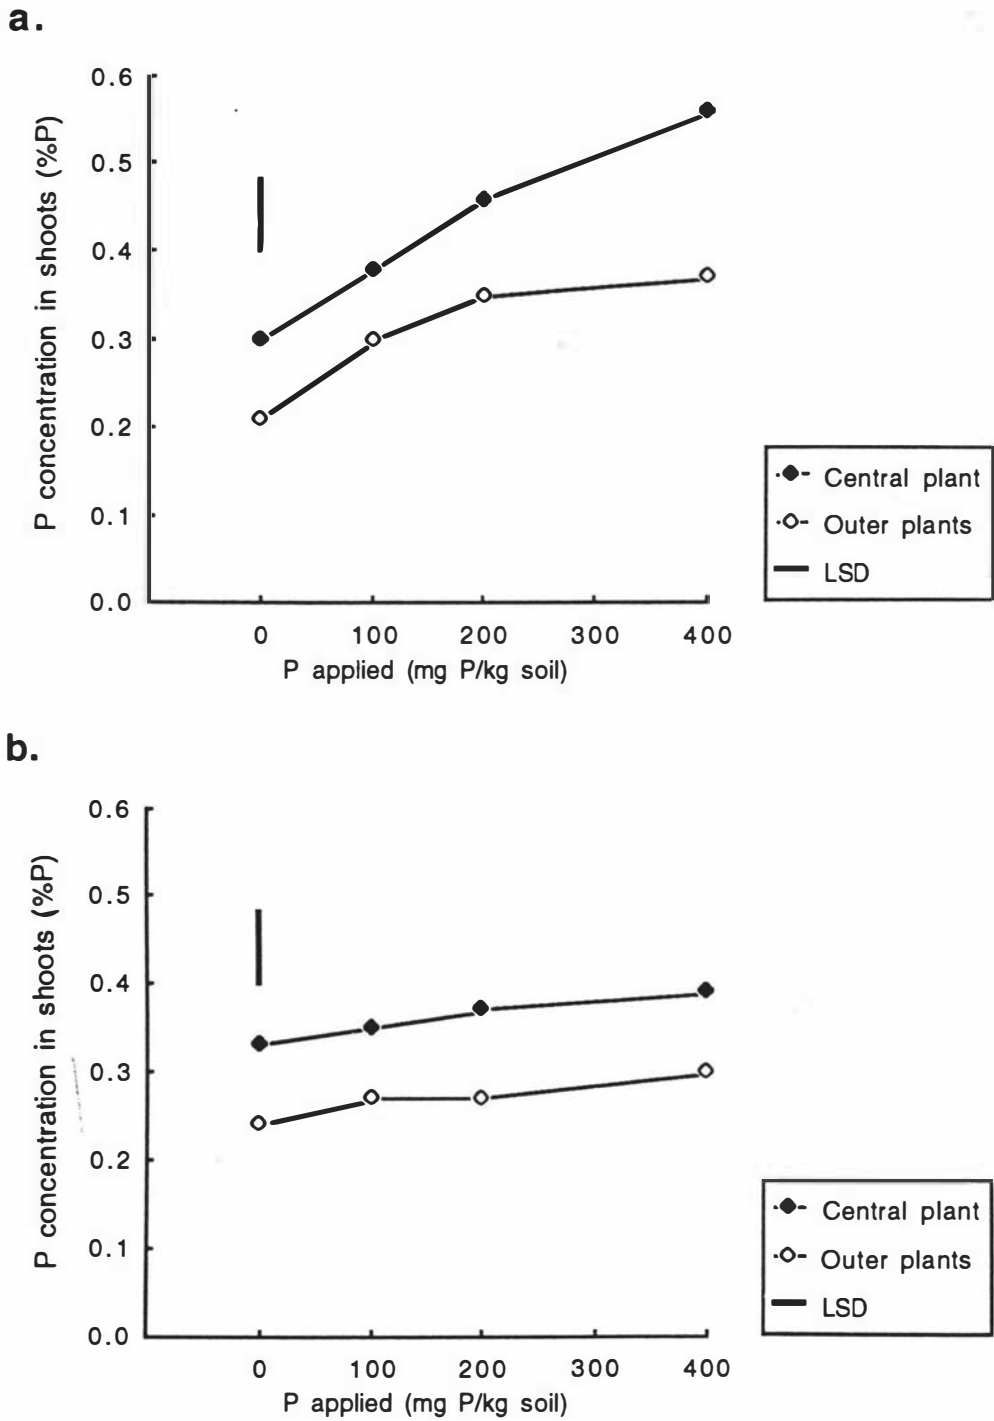 a.
P concentration in shoots (%P)
0.6
0.5
0.4
0.3
0.2
0.1
0.0
0 100 200 300 400
P applied (mg P/kg soil)
Central plant
Outer plants
LSD
b.
P concentration in shoots (%P)
0.6
0.5
0.4
0.3
0.2
0.1
0.0
0 100 200 300 400
P applied (mg P/kg soil)
Central plant
Outer plants
LSD